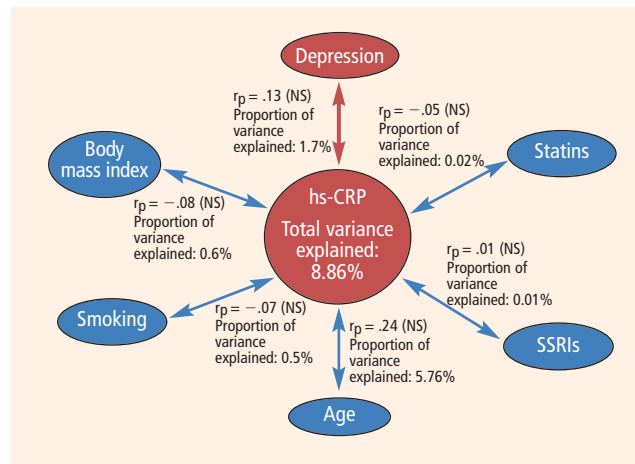 Depression
rp = .13 (NS)
Proportion of
variance
explained: 1.7%
rp = −.05 (NS)
Proportion of
variance
explained: 0.02%
Statins
Body
mass index
rp = −.08 (NS)
Proportion of
variance
explained: 0.6%
hs-CRP
Total variance
explained:
8.86%
rp = .01 (NS)
Proportion of
variance
explained: 0.01%
SSRIs
Smoking
rp = −.07 (NS)
Proportion of
variance
explained: 0.5%
rp = .24 (NS)
Proportion of
variance
explained: 5.76%
Age